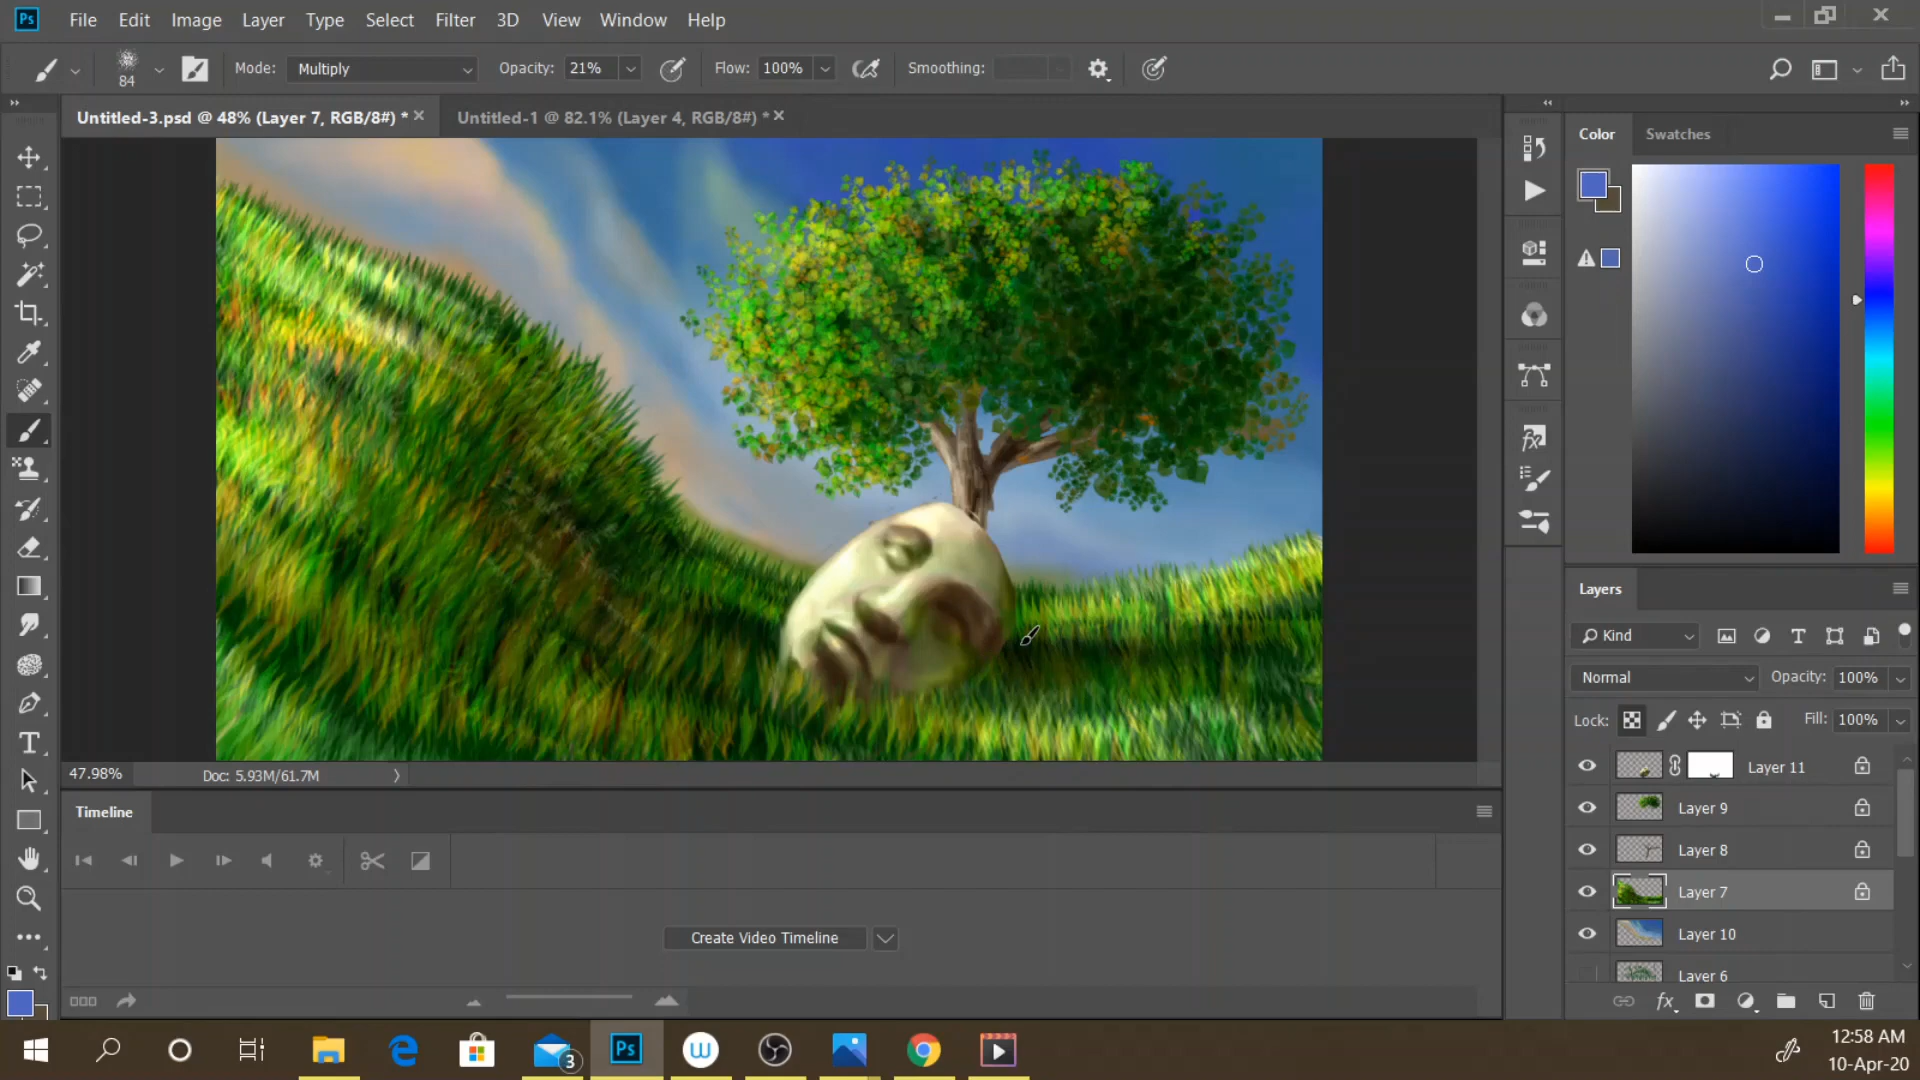 Ps File Edit Image Layer Type Select Filter 3D View Window Help
84 Mode: Multiply Opacity: 21% Flow: 100% Smoothing:
Untitled-3.psd @ 48% (Layer 7, RGB/8#) * × Untitled-1 @ 82.1% (Layer 4, RGB/8#) * ×
Color Swatches
Layers
Kind
Normal Opacity: 100%
Lock: Fill: 100%
Layer 11
Layer 9
Layer 8
Layer 7
Layer 10
Layer 6
fx
47.98% Doc: 5.93M/61.7M
Timeline
Create Video Timeline
3 Ps
12:58 AM
10-Apr-20